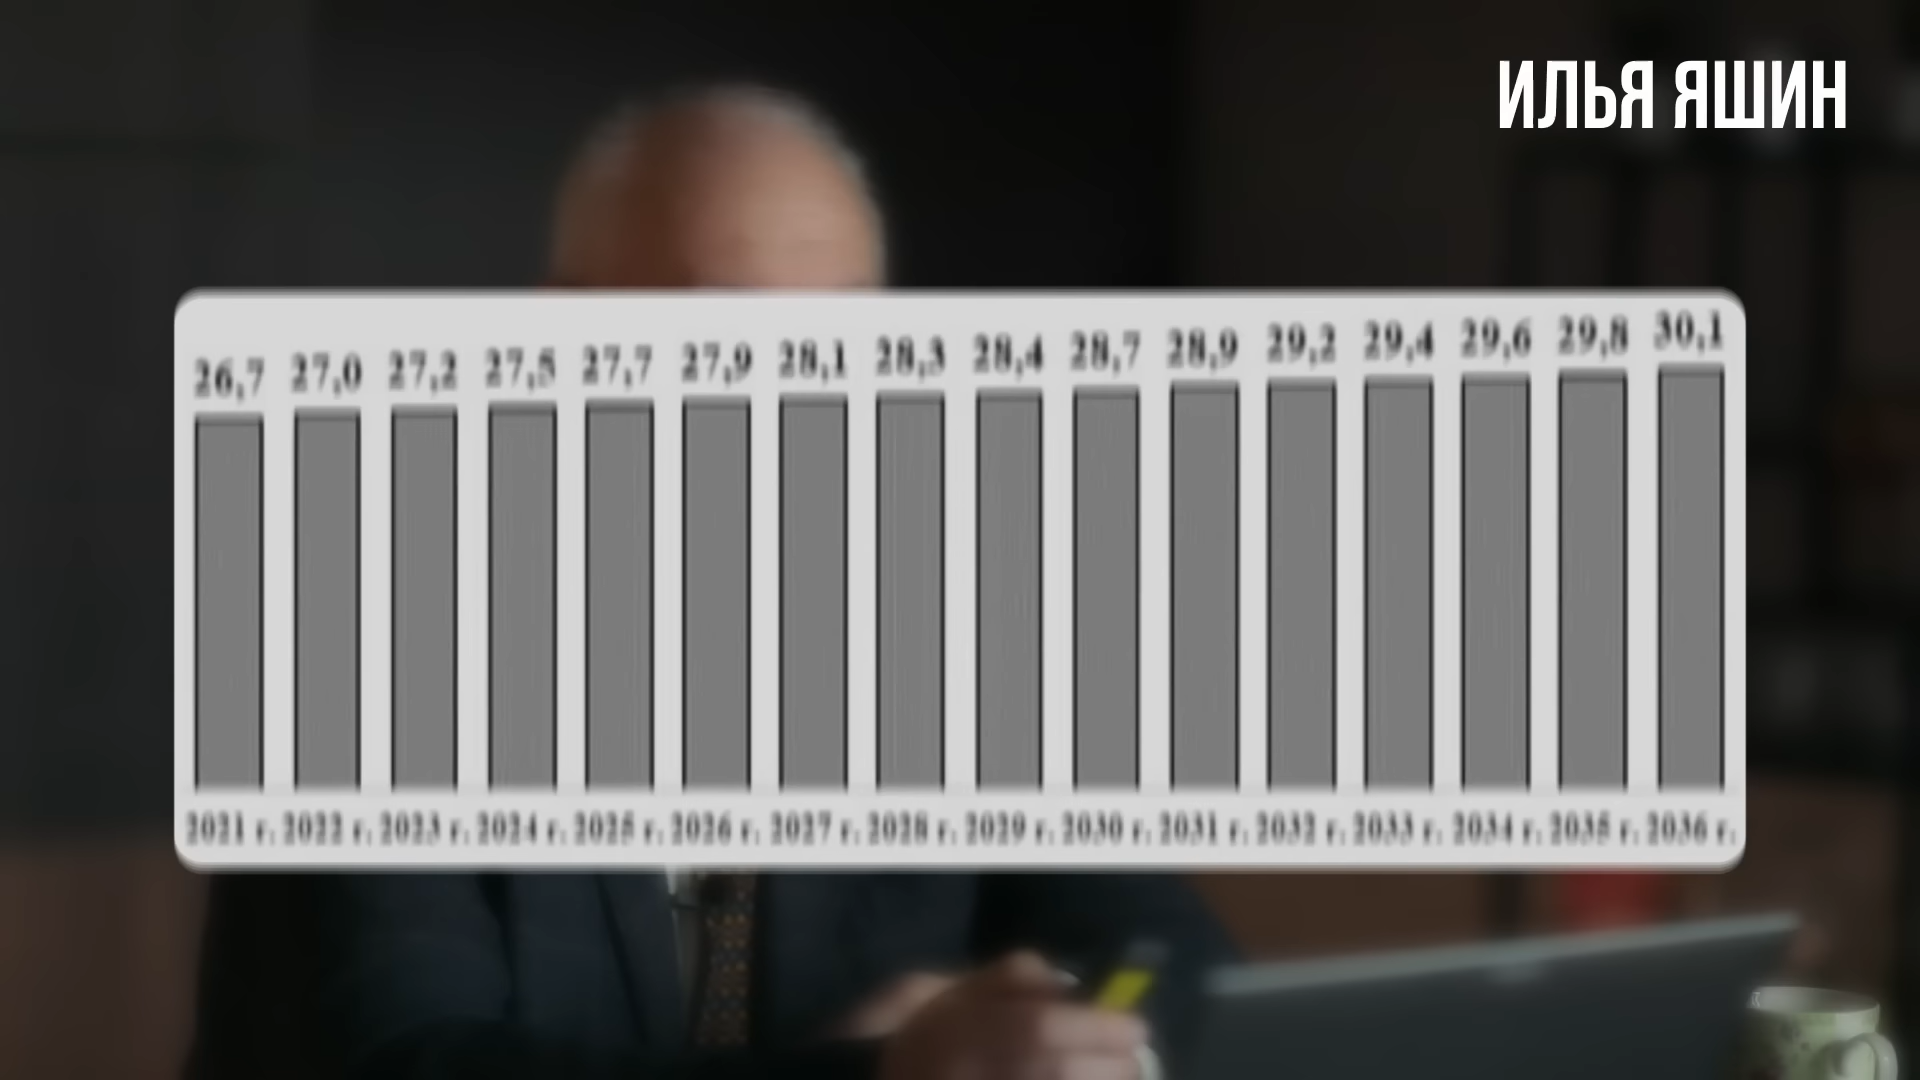 ИЛЬЯ ЯШИН
26,7 27,0 27,2 27,5 27,7 27,9 28,1 28,3 28,4 28,7 28,9 29,2 29,4 29,6 29,8 30,1
2021 г. 2022 г. 2023 г. 2024 г. 2025 г. 2026 г. 2027 г. 2028 г. 2029 г. 2030 г. 2031 г. 2032 г. 2033 г. 2034 г. 2035 г. 2036 г.